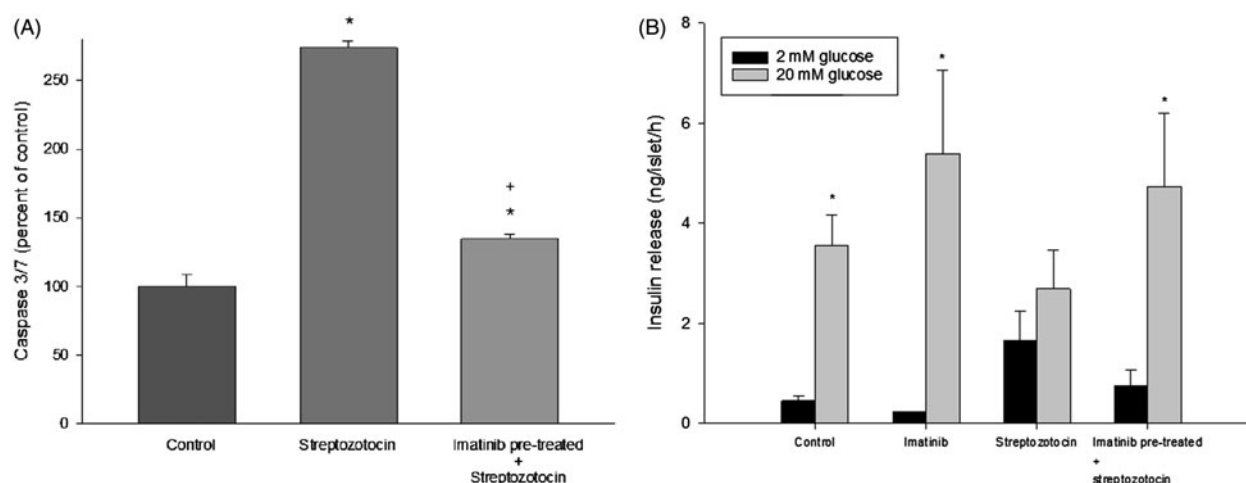 (A)
Caspase 3/7 (percent of control)
250
200
150
100
50
0
*
+
*
Control
Streptozotocin
Imatinib pre-treated
+
Streptozotocin
(B)
Insulin release (ng/islet/h)
8
6
4
2
0
2 mM glucose
20 mM glucose
*
*
*
Control
Imatinib
Streptozotocin
Imatinib pre-treated
+
streptozotocin